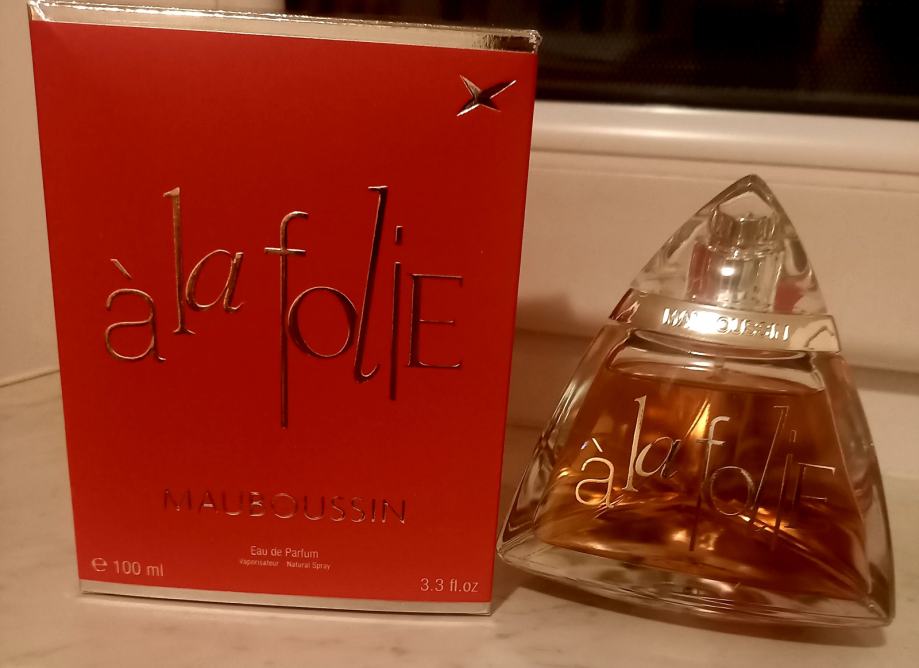 à la folIE
MAUBOUSSIN
Eau de Parfum
Vaporisateur Natural Spray
℮ 100 ml
3.3 fl.oz
MAUBOUSSIN
à la folIE